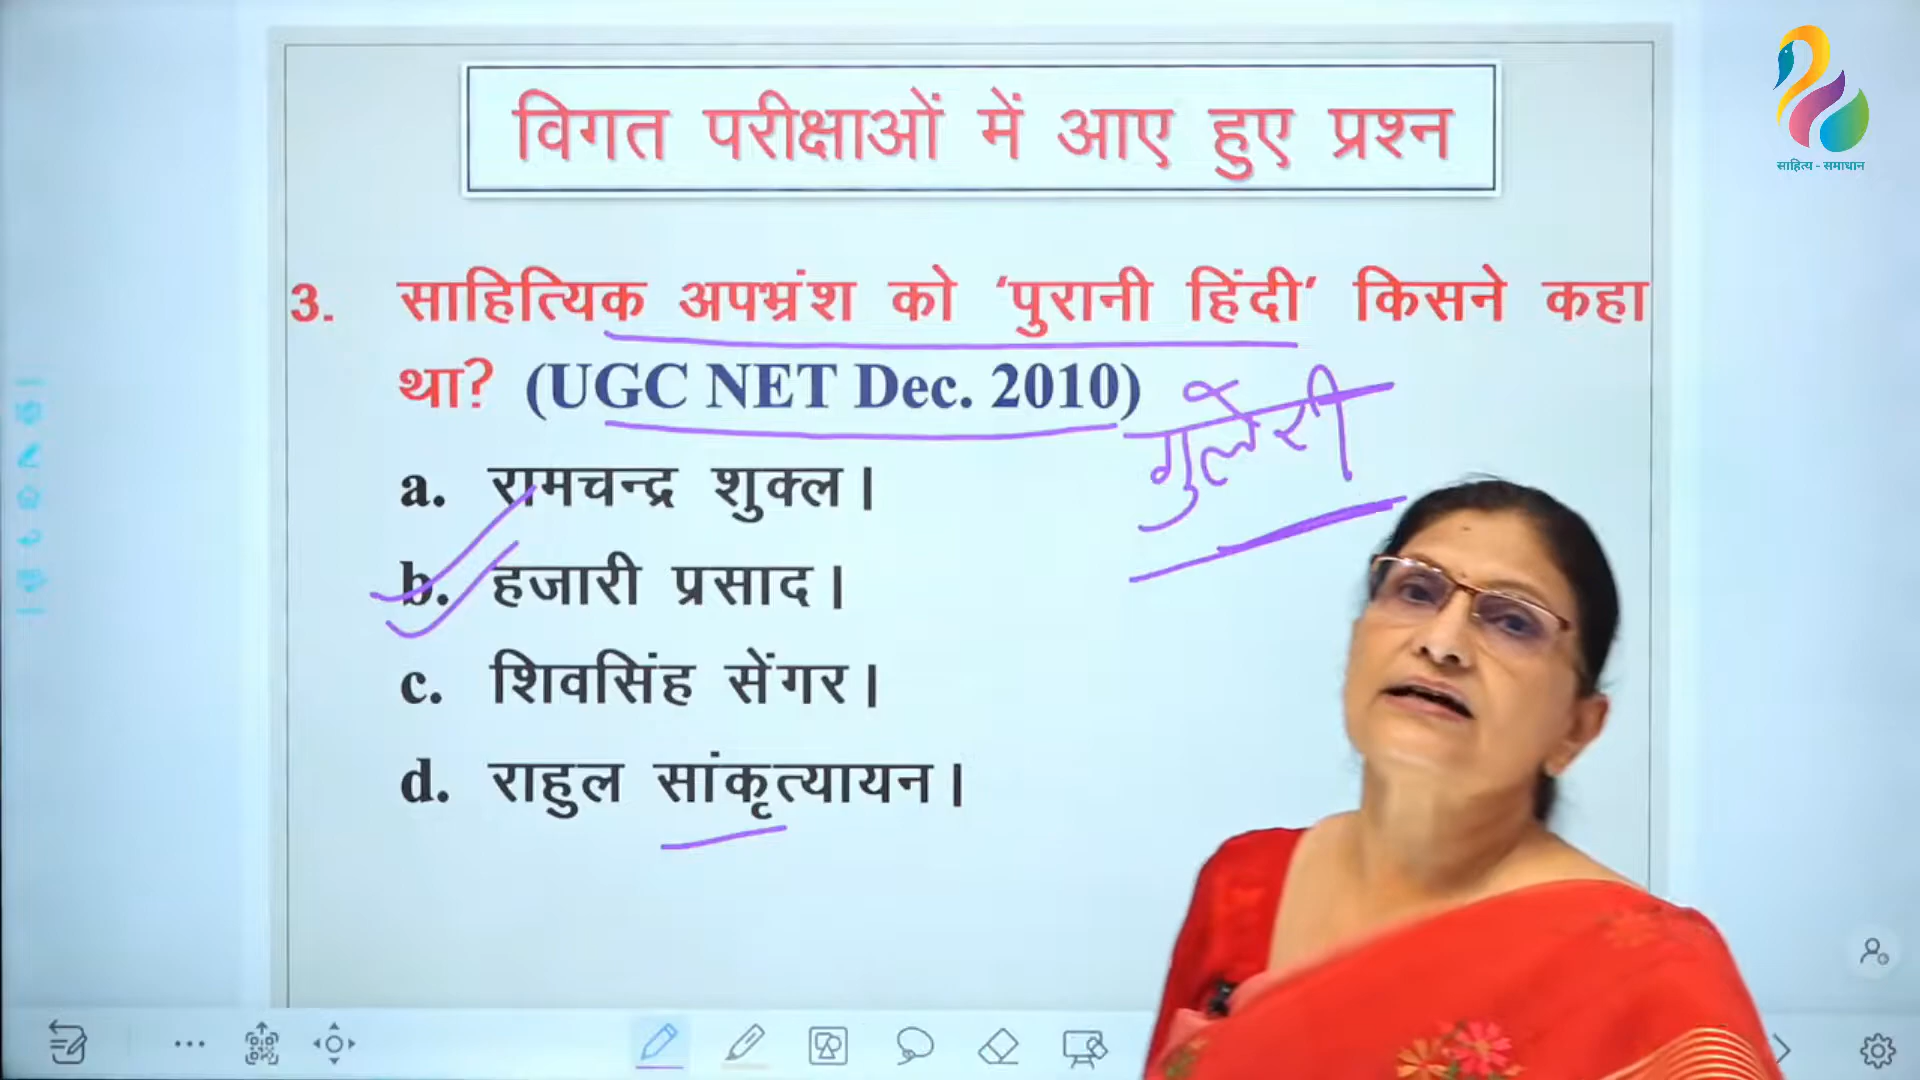 विगत परीक्षाओं में आए हुए प्रश्न
साहित्य - समाधान
3. साहित्यिक अपभ्रंश को ‘पुरानी हिंदी’ किसने कहा
था? (UGC NET Dec. 2010)
गुलेरी
a. रामचन्द्र शुक्ल।
b. हजारी प्रसाद।
c. शिवसिंह सेंगर।
d. राहुल सांकृत्यायन।